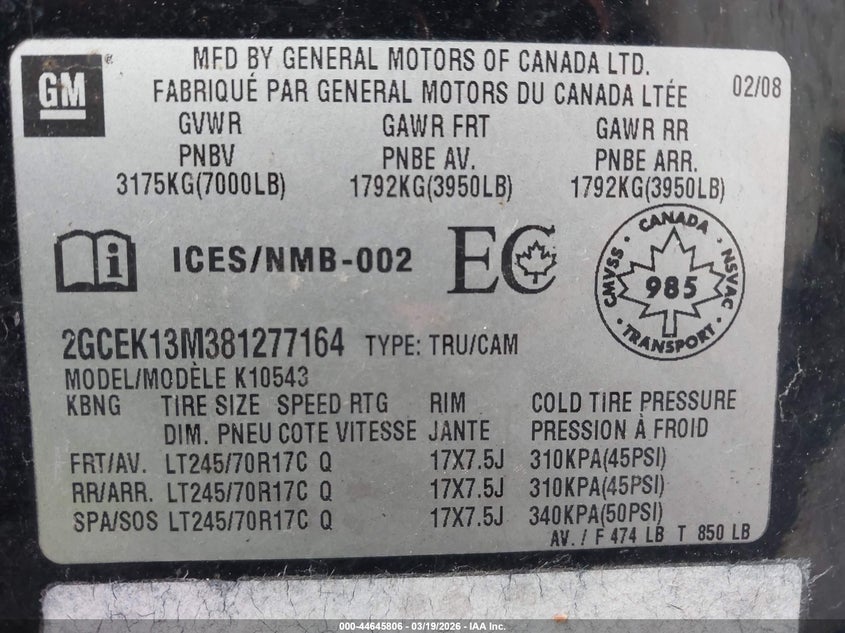 GM
MFD BY GENERAL MOTORS OF CANADA LTD.
FABRIQUÉ PAR GENERAL MOTORS DU CANADA LTÉE
02/08
GVWR GAWR FRT GAWR RR
PNBV PNBE AV. PNBE ARR.
3175KG(7000LB) 1792KG(3950LB) 1792KG(3950LB)
ICES/NMB-002 EC
CANADA
CMVSS NSVAC
985
TRANSPORT
2GCEK13M381277164 TYPE: TRU/CAM
MODEL/MODÈLE K10543
KBNG TIRE SIZE SPEED RTG RIM COLD TIRE PRESSURE
DIM. PNEU COTE VITESSE JANTE PRESSION À FROID
FRT/AV. LT245/70R17C Q 17X7.5J 310KPA(45PSI)
RR/ARR. LT245/70R17C Q 17X7.5J 310KPA(45PSI)
SPA/SOS LT245/70R17C Q 17X7.5J 340KPA(50PSI)
AV. / F 474 LB T 850 LB
000-44645806 - 03/19/2026 - IAA Inc.